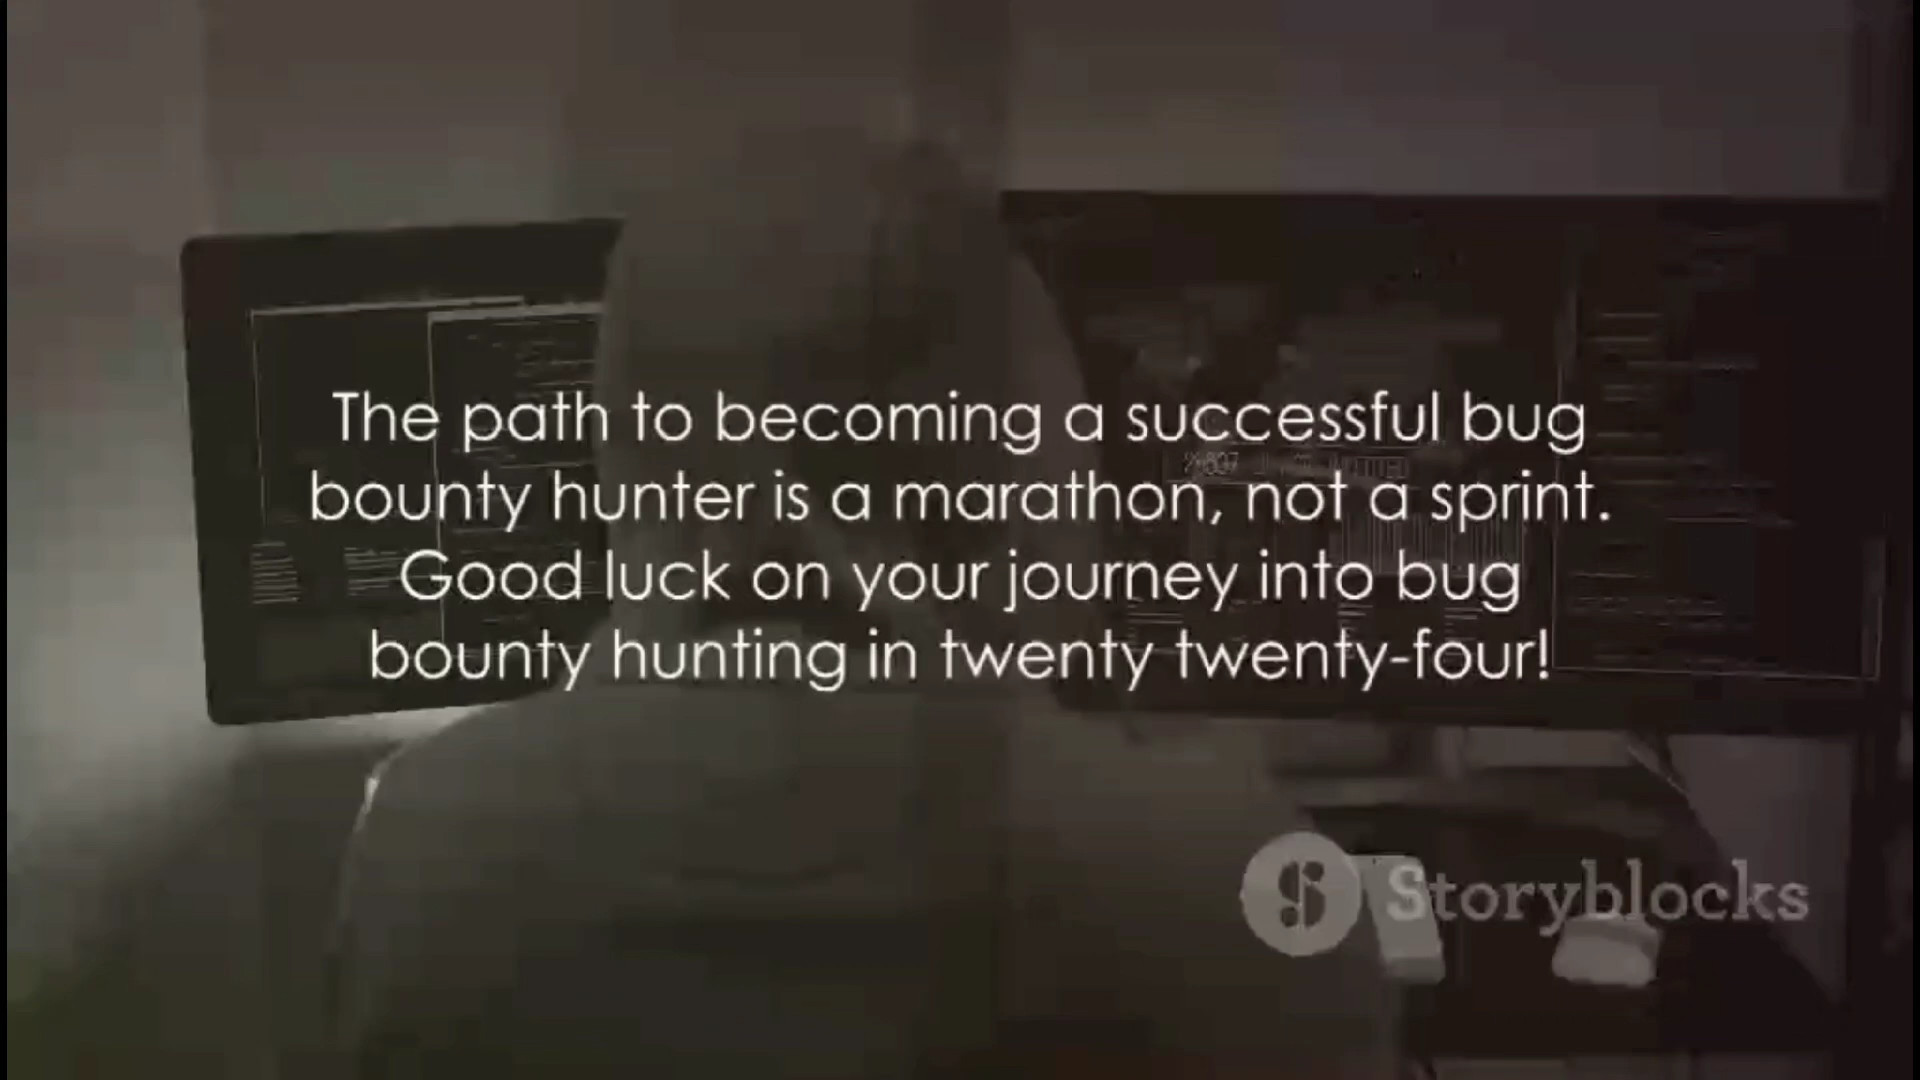 The path to becoming a successful bug
bounty hunter is a marathon, not a sprint.
Good luck on your journey into bug
bounty hunting in twenty twenty-four!
Storyblocks